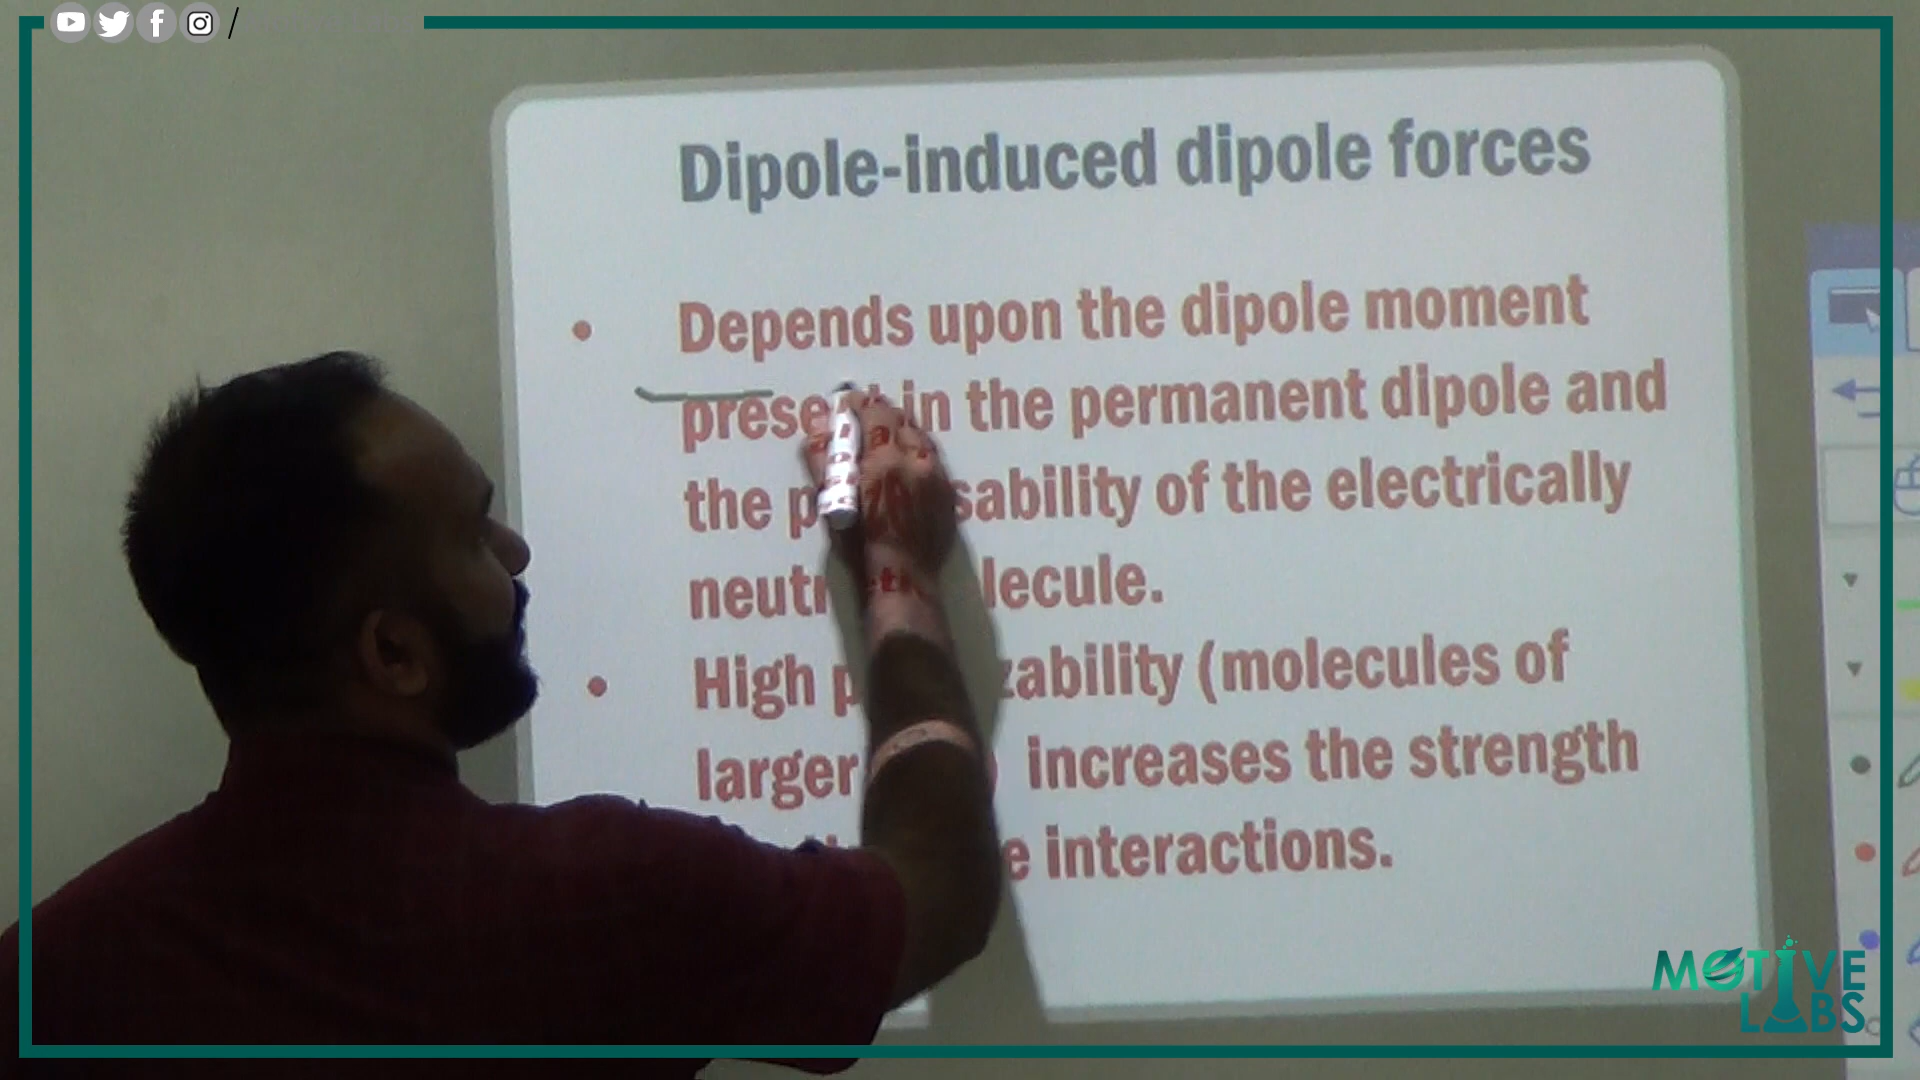 /
Dipole-induced dipole forces
• Depends upon the dipole moment
present in the permanent dipole and
the sability of the electrically
neutr lecule.
• High p zability (molecules of
larger ) increases the strength
e interactions.
MOTIVE
LABS